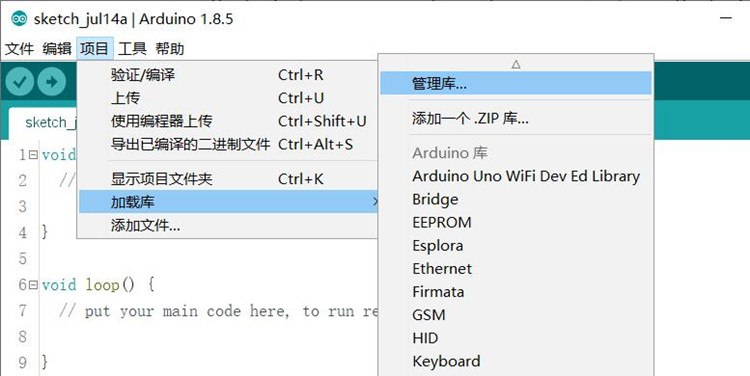 sketch_jul14a | Arduino 1.8.5
文件 编辑 项目 工具 帮助
验证/编译 Ctrl+R
上传 Ctrl+U
使用编程器上传 Ctrl+Shift+U
导出已编译的二进制文件 Ctrl+Alt+S
显示项目文件夹 Ctrl+K
加载库
添加文件...
管理库...
添加一个 .ZIP 库...
Arduino 库
Arduino Uno WiFi Dev Ed Library
Bridge
EEPROM
Esplora
Ethernet
Firmata
GSM
HID
Keyboard
sketch_j
1 void
2 //
3
4 }
5
6 void loop() {
7 // put your main code here, to run re
8
9 }